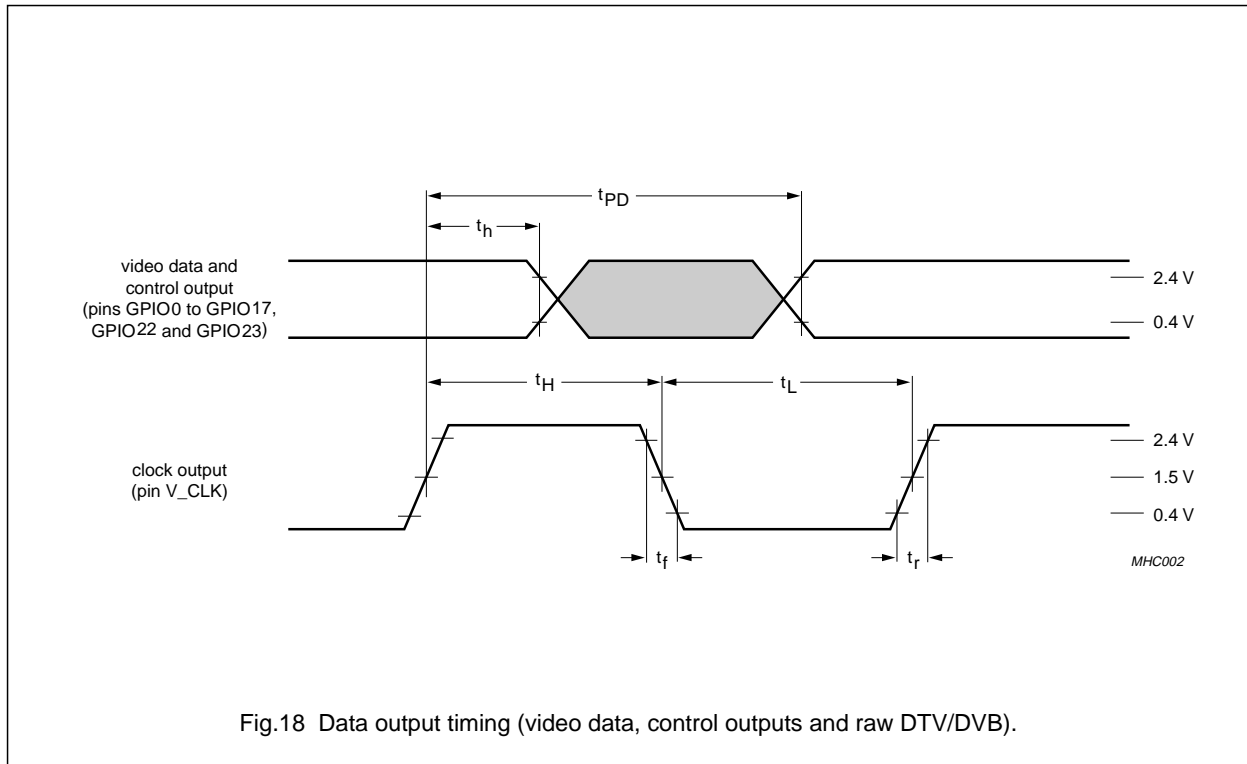 tPD
th
video data and
control output
(pins GPIO0 to GPIO17,
GPIO22 and GPIO23)
2.4 V
0.4 V
tH
tL
clock output
(pin V_CLK)
2.4 V
1.5 V
0.4 V
tf
tr
MHC002
Fig.18 Data output timing (video data, control outputs and raw DTV/DVB).